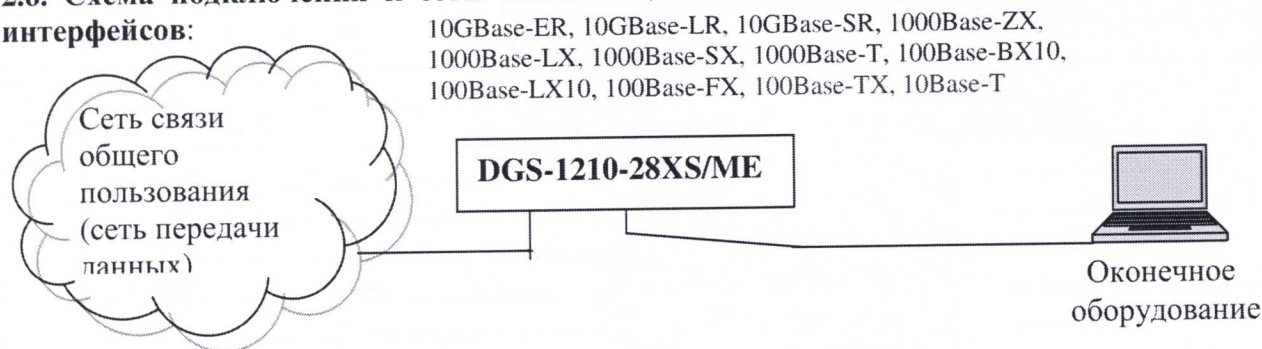 интерфейсов:
10GBase-ER, 10GBase-LR, 10GBase-SR, 1000Base-ZX,
1000Base-LX, 1000Base-SX, 1000Base-T, 100Base-BX10,
100Base-LX10, 100Base-FX, 100Base-TX, 10Base-T
Сеть связи
общего
пользования
(сеть передачи
данных)
DGS-1210-28XS/ME
Оконечное
оборудование